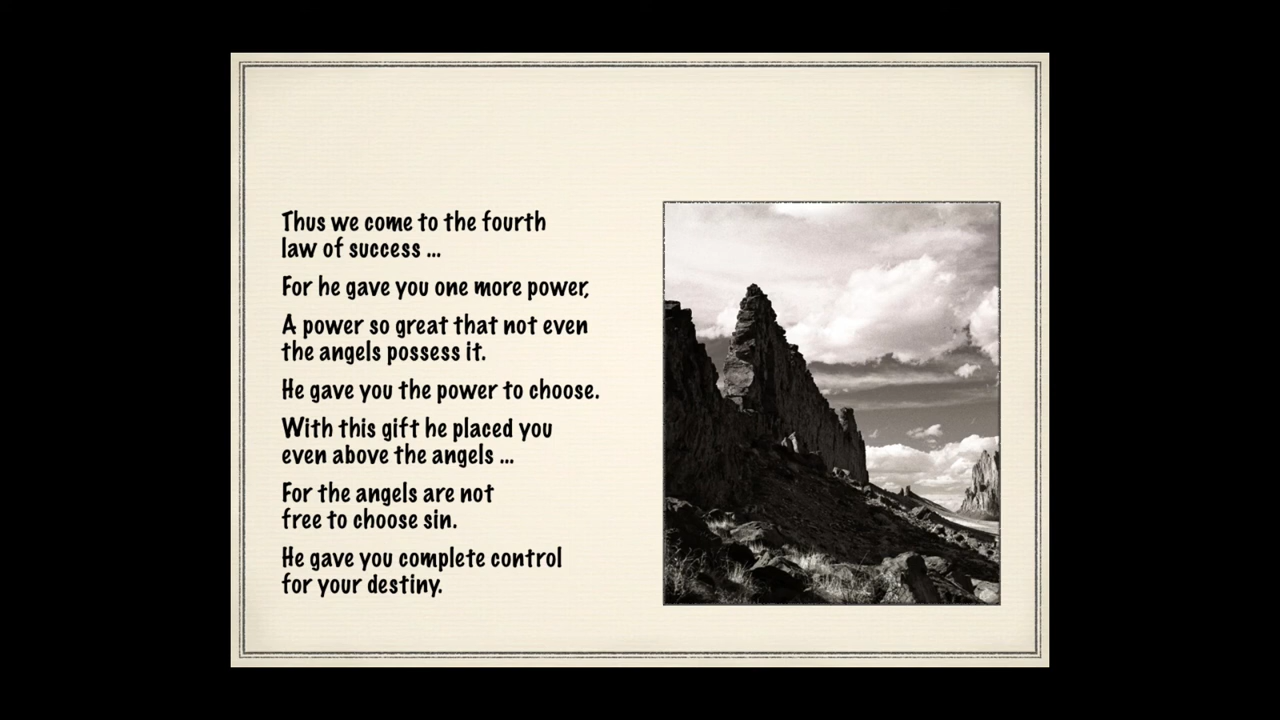 Thus we come to the fourth
law of success ...
For he gave you one more power,
A power so great that not even
the angels possess it.
He gave you the power to choose.
With this gift he placed you
even above the angels ...
For the angels are not
free to choose sin.
He gave you complete control
for your destiny.